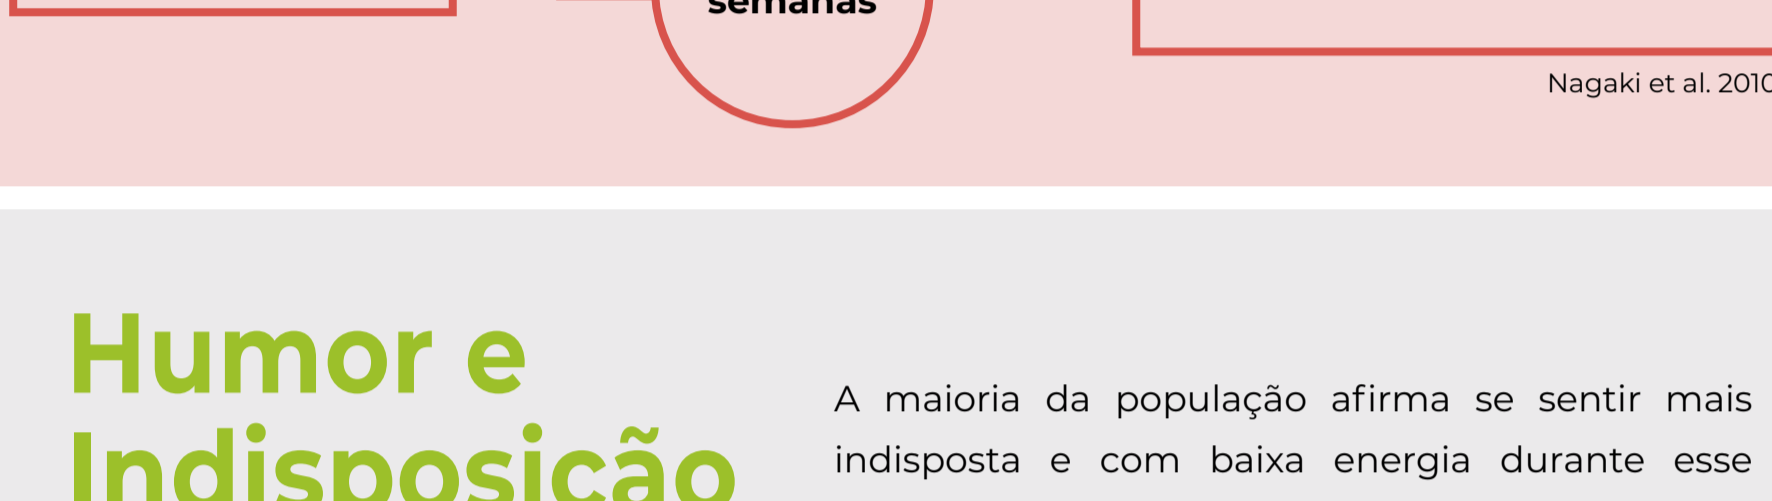 semanas
Nagaki et al. 2010
Humor e
Indisposição
A maioria da população afirma se sentir mais
indisposta e com baixa energia durante esse